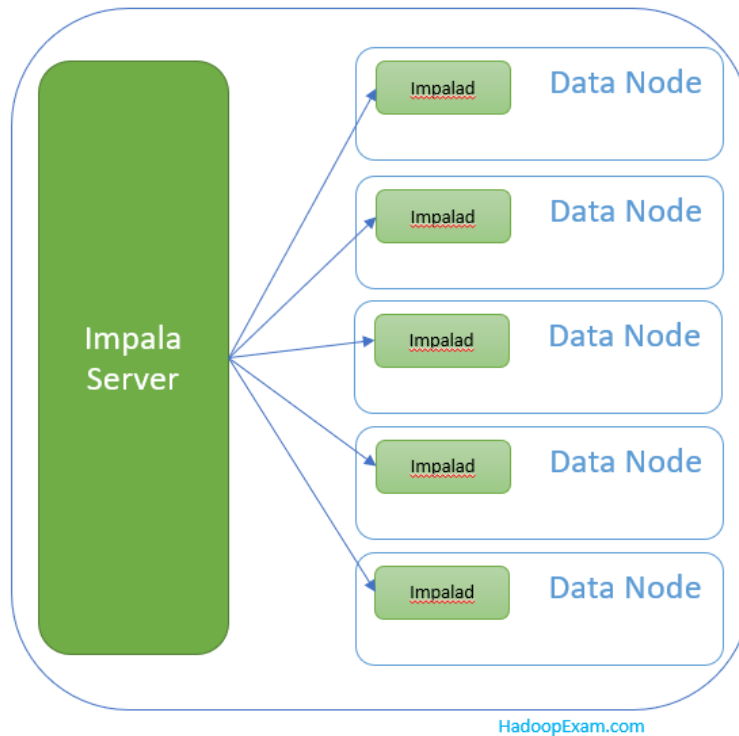 Impala
Server
Impalad
Data Node
Impalad
Data Node
Impalad
Data Node
Impalad
Data Node
Impalad
Data Node
HadoopExam.com